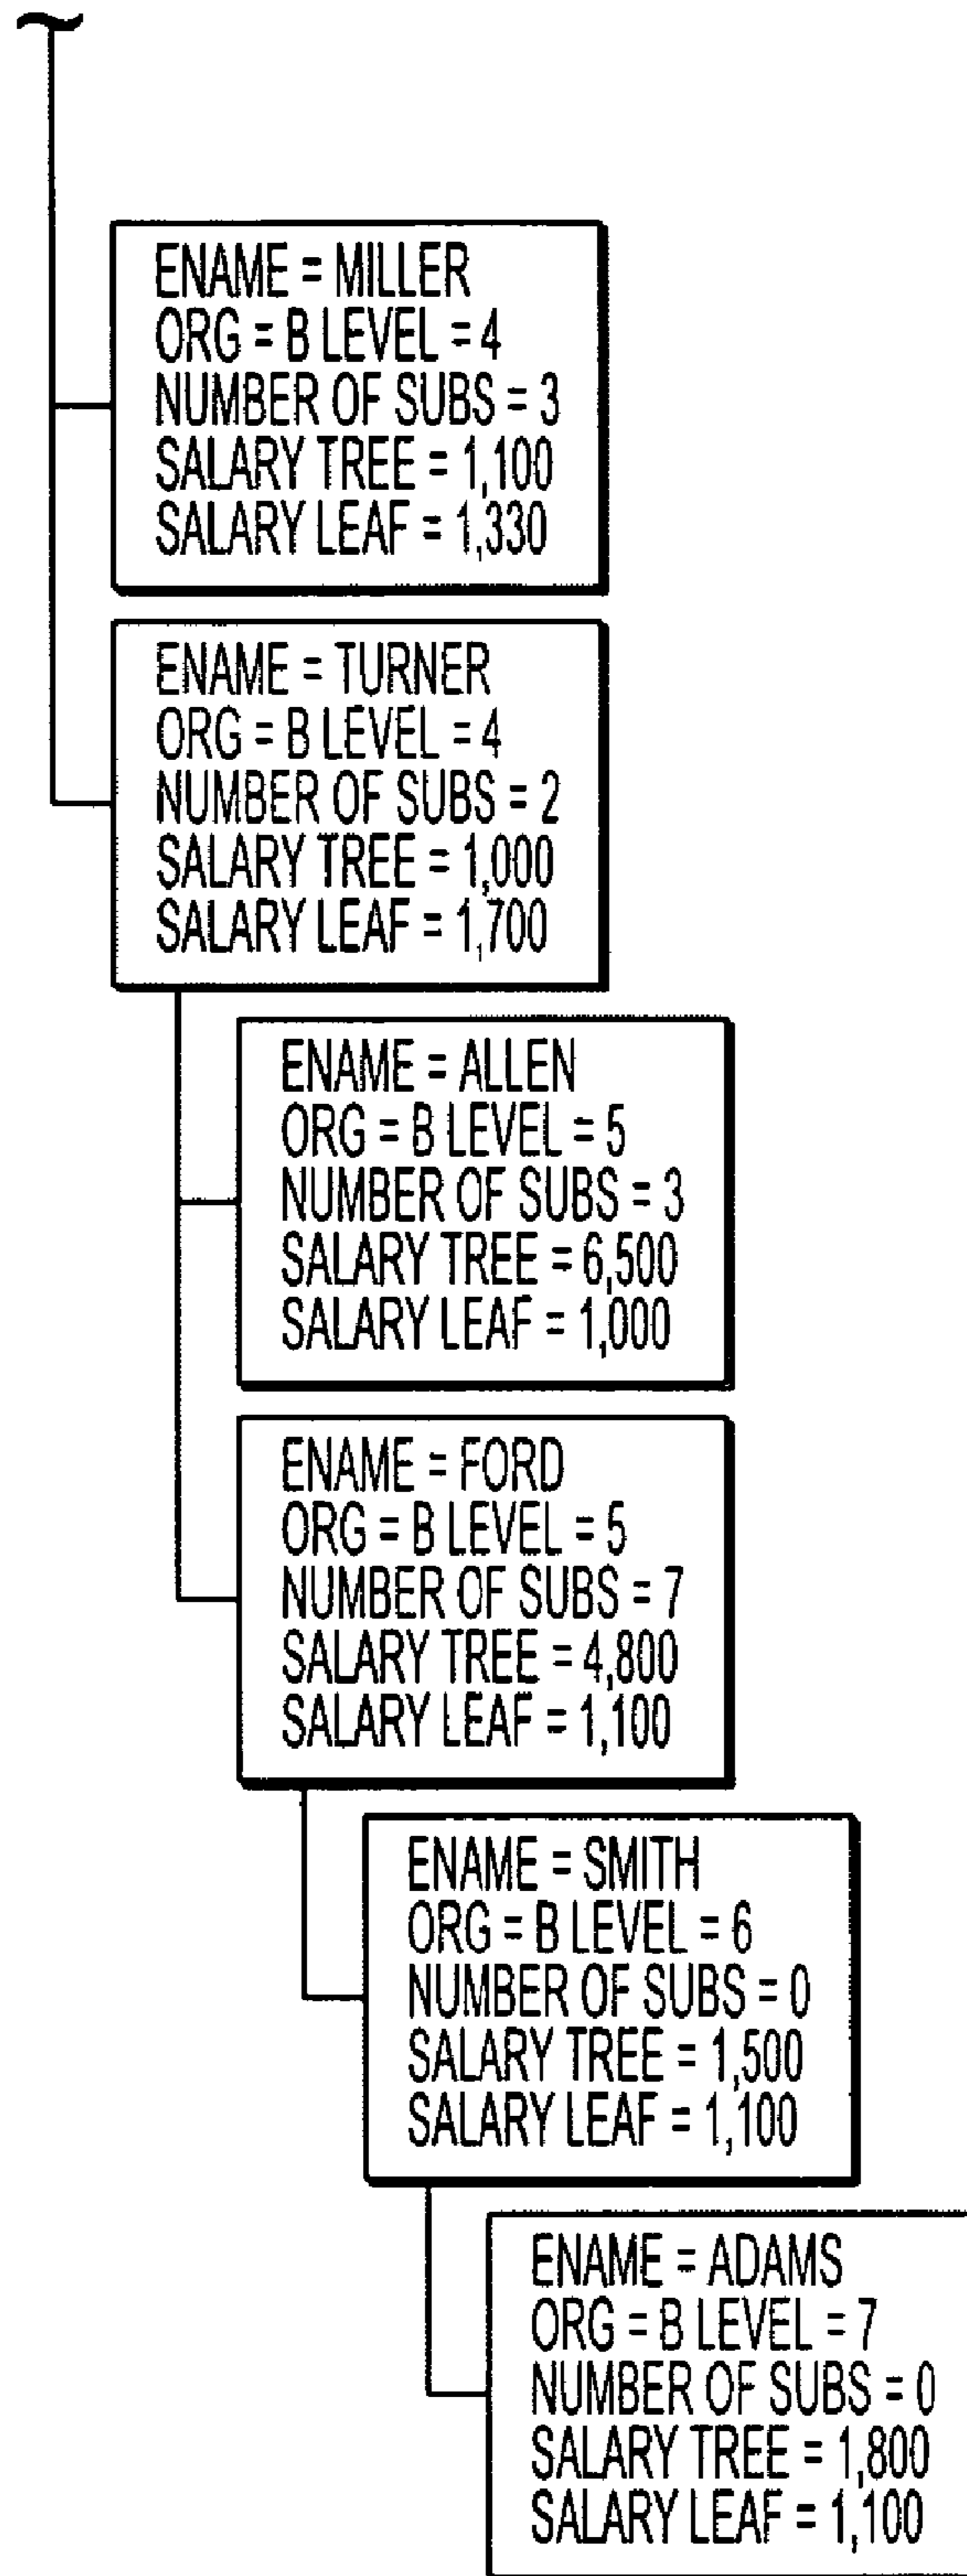 ENAME = MILLER
ORG = B LEVEL = 4
NUMBER OF SUBS = 3
SALARY TREE = 1,100
SALARY LEAF = 1,330
ENAME = TURNER
ORG = B LEVEL = 4
NUMBER OF SUBS = 2
SALARY TREE = 1,000
SALARY LEAF = 1,700
ENAME = ALLEN
ORG = B LEVEL = 5
NUMBER OF SUBS = 3
SALARY TREE = 6,500
SALARY LEAF = 1,000
ENAME = FORD
ORG = B LEVEL = 5
NUMBER OF SUBS = 7
SALARY TREE = 4,800
SALARY LEAF = 1,100
ENAME = SMITH
ORG = B LEVEL = 6
NUMBER OF SUBS = 0
SALARY TREE = 1,500
SALARY LEAF = 1,100
ENAME = ADAMS
ORG = B LEVEL = 7
NUMBER OF SUBS = 0
SALARY TREE = 1,800
SALARY LEAF = 1,100